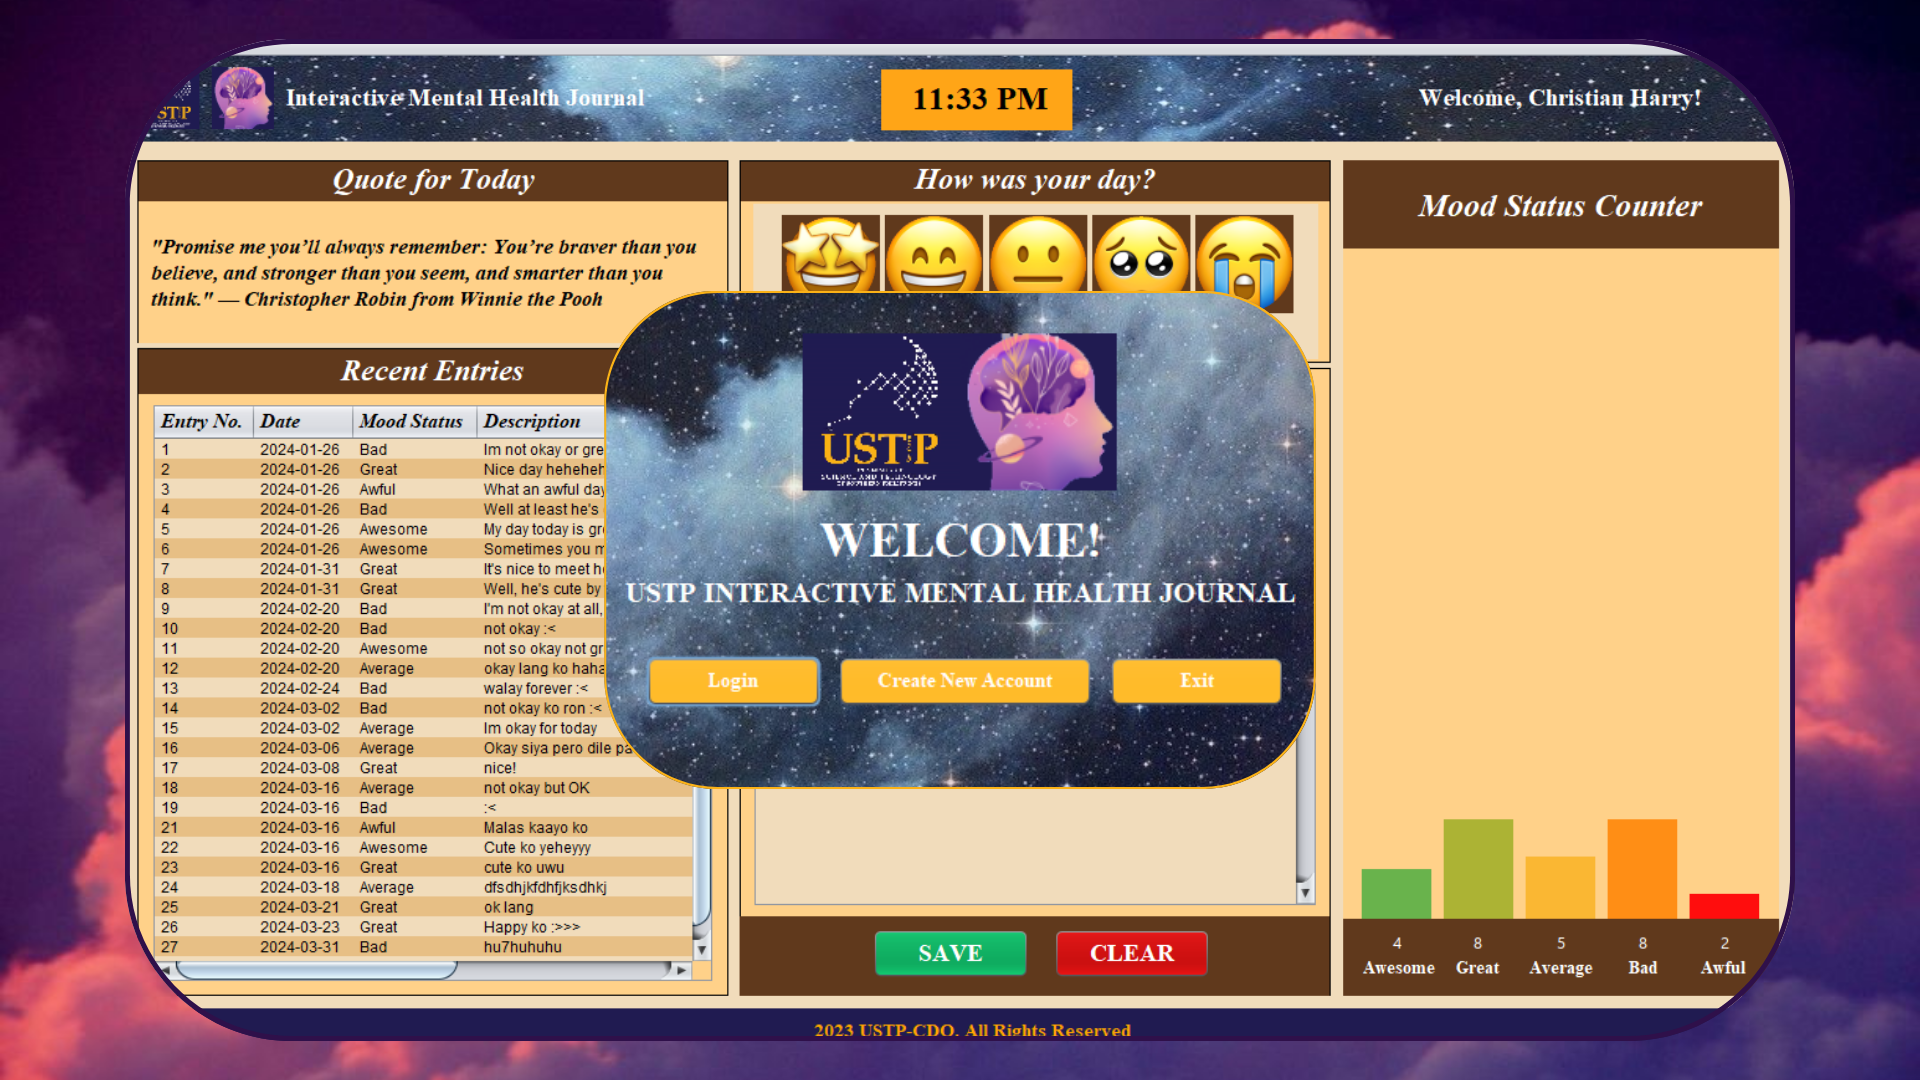 USTP
Interactive Mental Health Journal
11:33 PM
Welcome, Christian Harry!
Quote for Today
"Promise me you’ll always remember: You’re braver than you
believe, and stronger than you seem, and smarter than you
think." — Christopher Robin from Winnie the Pooh
How was your day?
Mood Status Counter
Recent Entries
Entry No. Date Mood Status Description
1 2024-01-26 Bad Im not okay or gre
2 2024-01-26 Great Nice day heheheh
3 2024-01-26 Awful What an awful day
4 2024-01-26 Bad Well at least he's
5 2024-01-26 Awesome My day today is gr
6 2024-01-26 Awesome Sometimes you m
7 2024-01-31 Great It's nice to meet h
8 2024-01-31 Great Well, he's cute by
9 2024-02-20 Bad I'm not okay at all,
10 2024-02-20 Bad not okay :<
11 2024-02-20 Awesome not so okay not gr
12 2024-02-20 Average okay lang ko haha
13 2024-02-24 Bad walay forever :<
14 2024-03-02 Bad not okay ko ron :<
15 2024-03-02 Average Im okay for today
16 2024-03-06 Average Okay siya pero dile pa
17 2024-03-08 Great nice!
18 2024-03-16 Average not okay but OK
19 2024-03-16 Bad :<
21 2024-03-16 Awful Malas kaayo ko
22 2024-03-16 Awesome Cute ko yeheyyy
23 2024-03-16 Great cute ko uwu
24 2024-03-18 Average dfsdhjkfdhfjksdhkj
25 2024-03-21 Great ok lang
26 2024-03-23 Great Happy ko :>>>
27 2024-03-31 Bad hu7huhuhu
USTP
SCIENCE AND TECHNOLOGY
WELCOME!
USTP INTERACTIVE MENTAL HEALTH JOURNAL
Login Create New Account Exit
SAVE CLEAR
4 8 5 8 2
Awesome Great Average Bad Awful
2023 USTP-CDO. All Rights Reserved